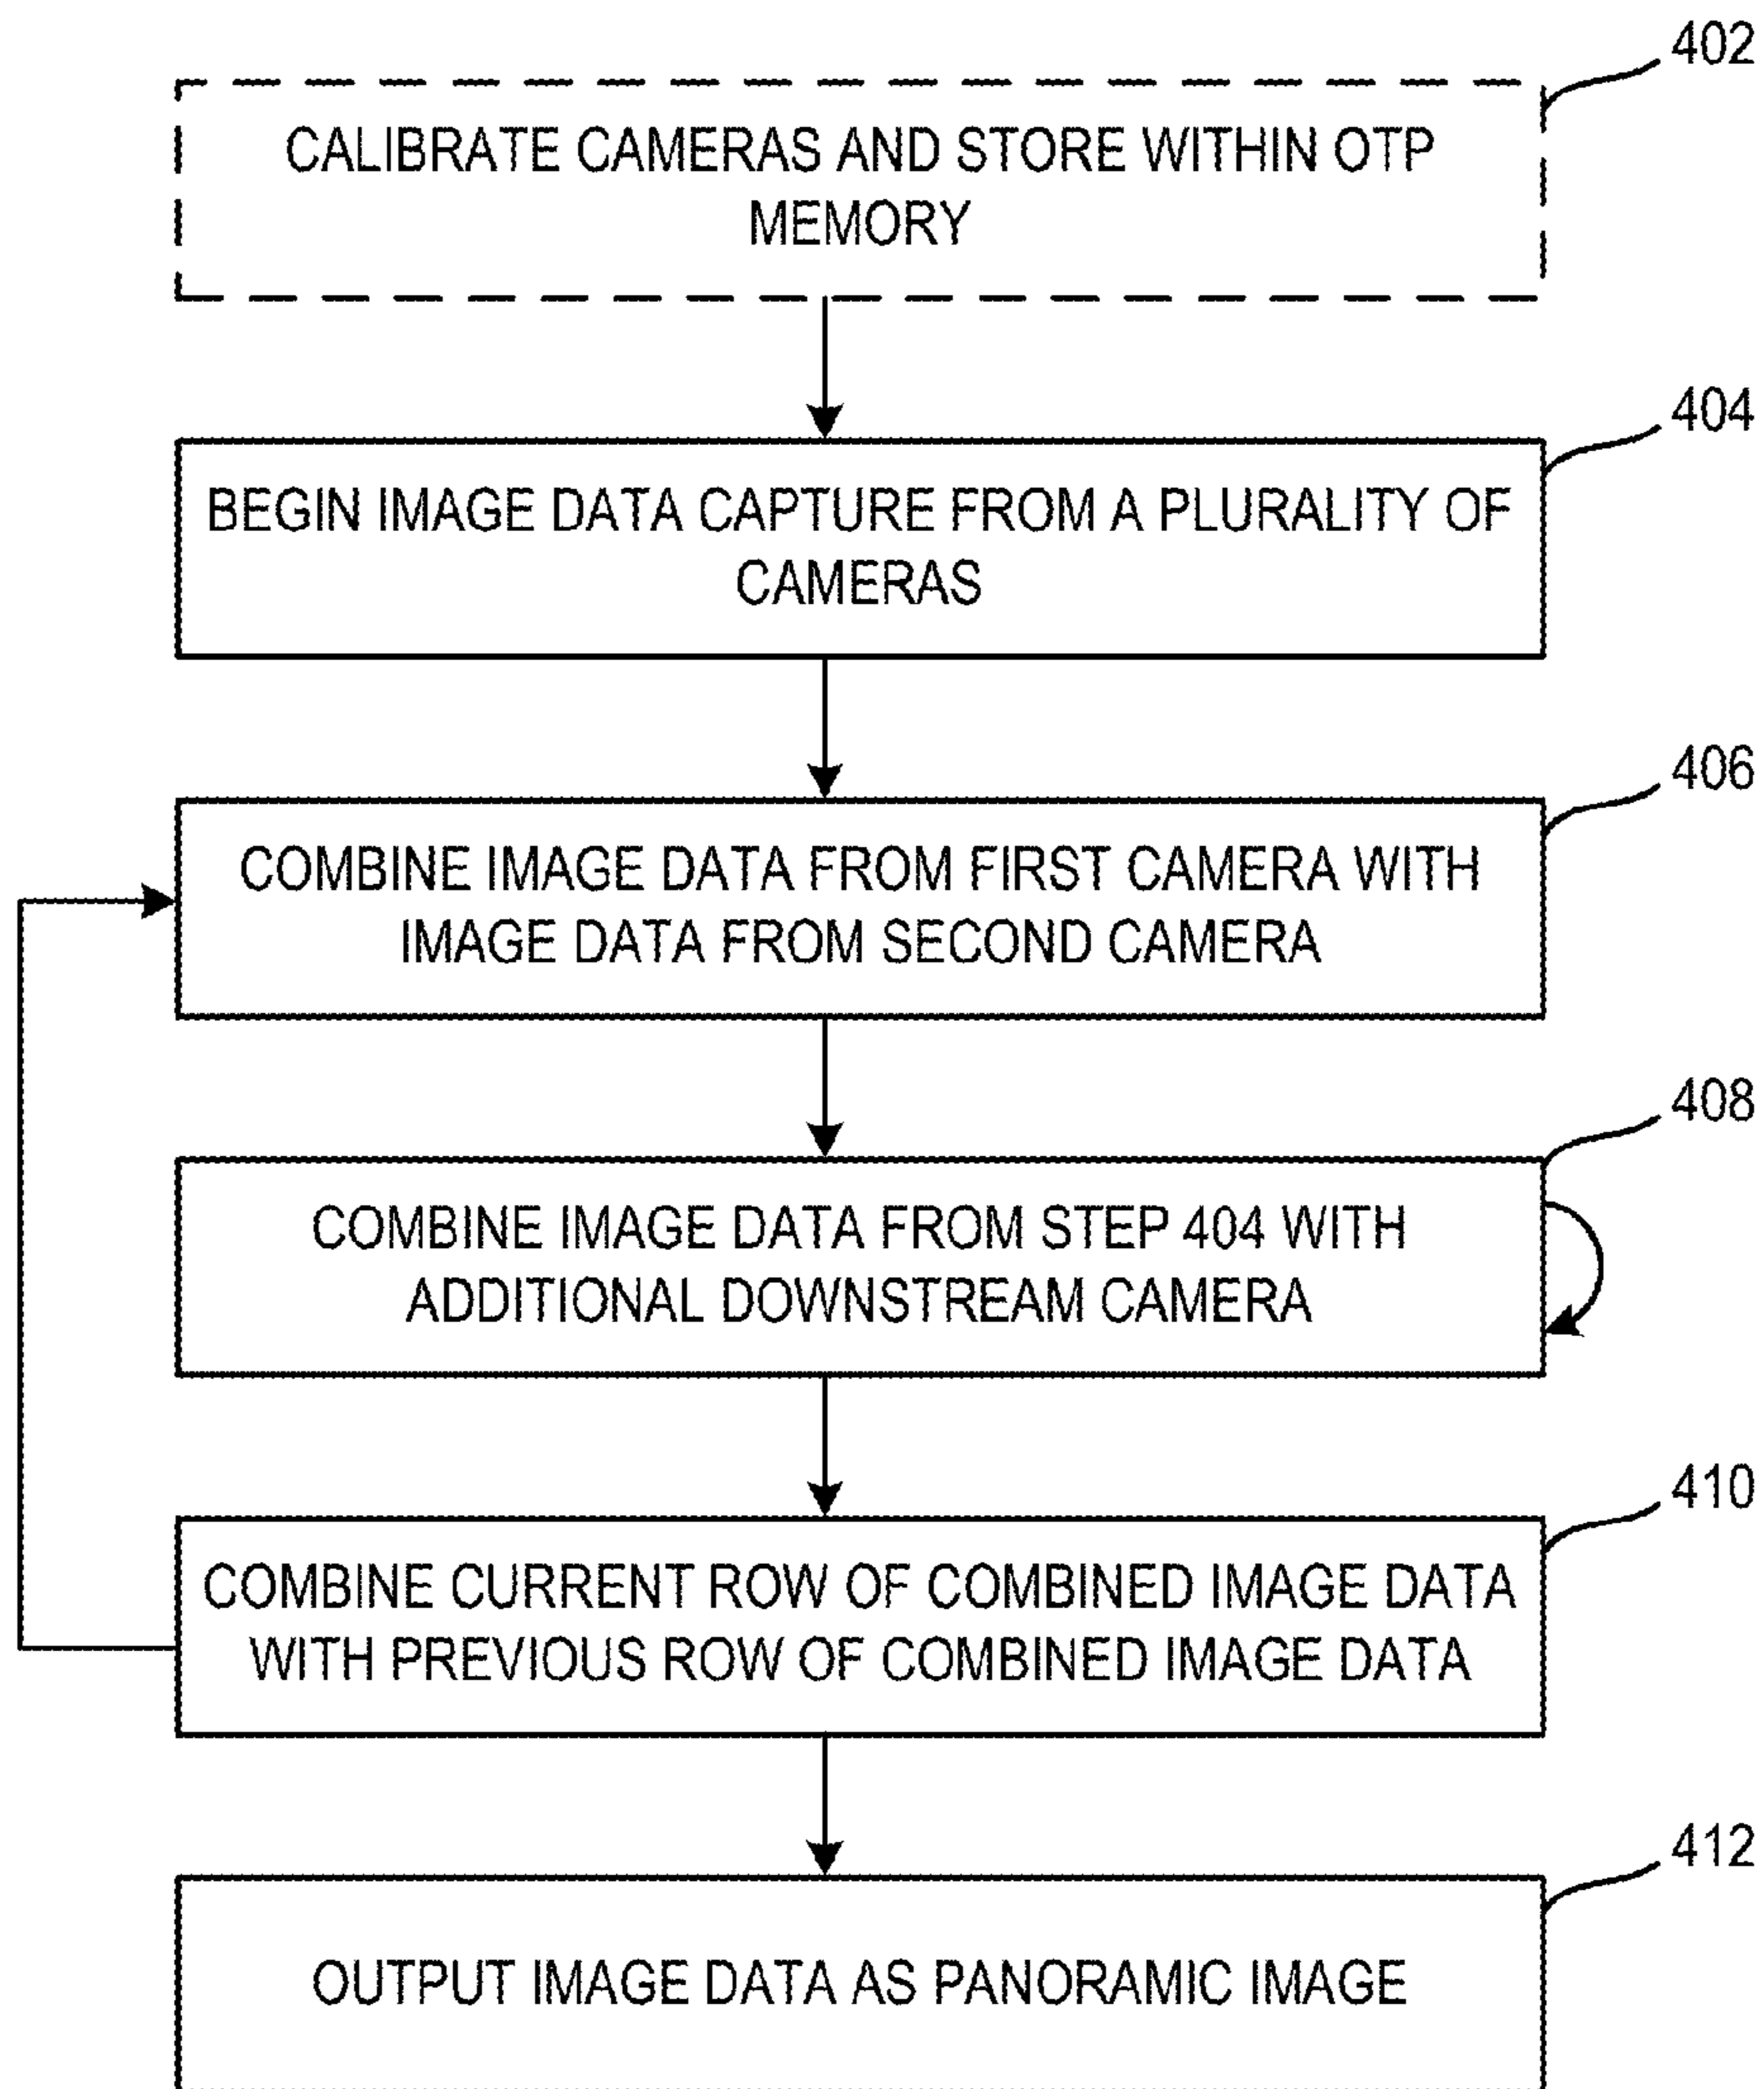 402
CALIBRATE CAMERAS AND STORE WITHIN OTP
MEMORY
404
BEGIN IMAGE DATA CAPTURE FROM A PLURALITY OF
CAMERAS
406
COMBINE IMAGE DATA FROM FIRST CAMERA WITH
IMAGE DATA FROM SECOND CAMERA
408
COMBINE IMAGE DATA FROM STEP 404 WITH
ADDITIONAL DOWNSTREAM CAMERA
410
COMBINE CURRENT ROW OF COMBINED IMAGE DATA
WITH PREVIOUS ROW OF COMBINED IMAGE DATA
412
OUTPUT IMAGE DATA AS PANORAMIC IMAGE